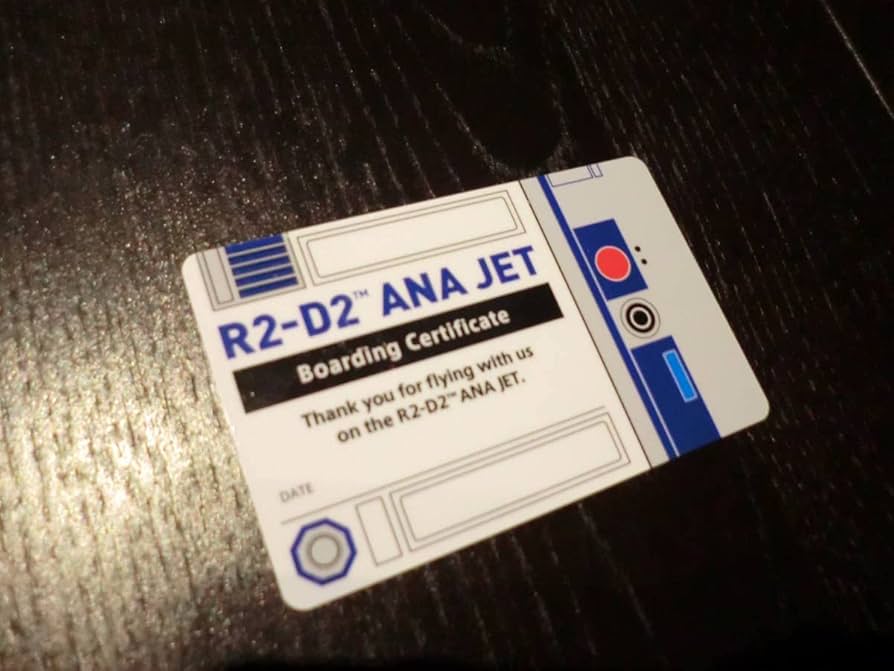 R2-D2™ ANA JET
Boarding Certificate
Thank you for flying with us
on the R2-D2™ ANA JET.
DATE